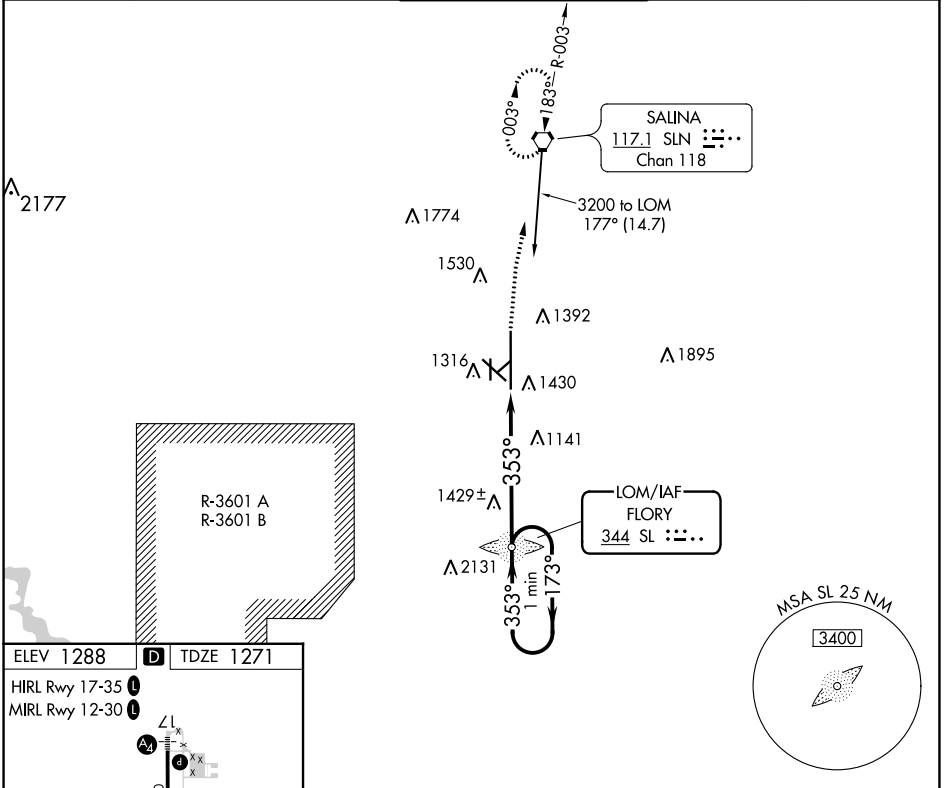 183°
R-003
003°
SALINA
117.1 SLN
Chan 118
2177
1774
3200 to LOM
177° (14.7)
1530
1392
1316
1895
1430
353°
1141
R-3601 A
R-3601 B
1429±
LOM/IAF
FLORY
344 SL
2131
353°
1 min
173°
MSA SL 25 NM
3400
ELEV 1288 D TDZE 1271
HIRL Rwy 17-35 L
MIRL Rwy 12-30 L
17
A4
P
x
x
x x
x